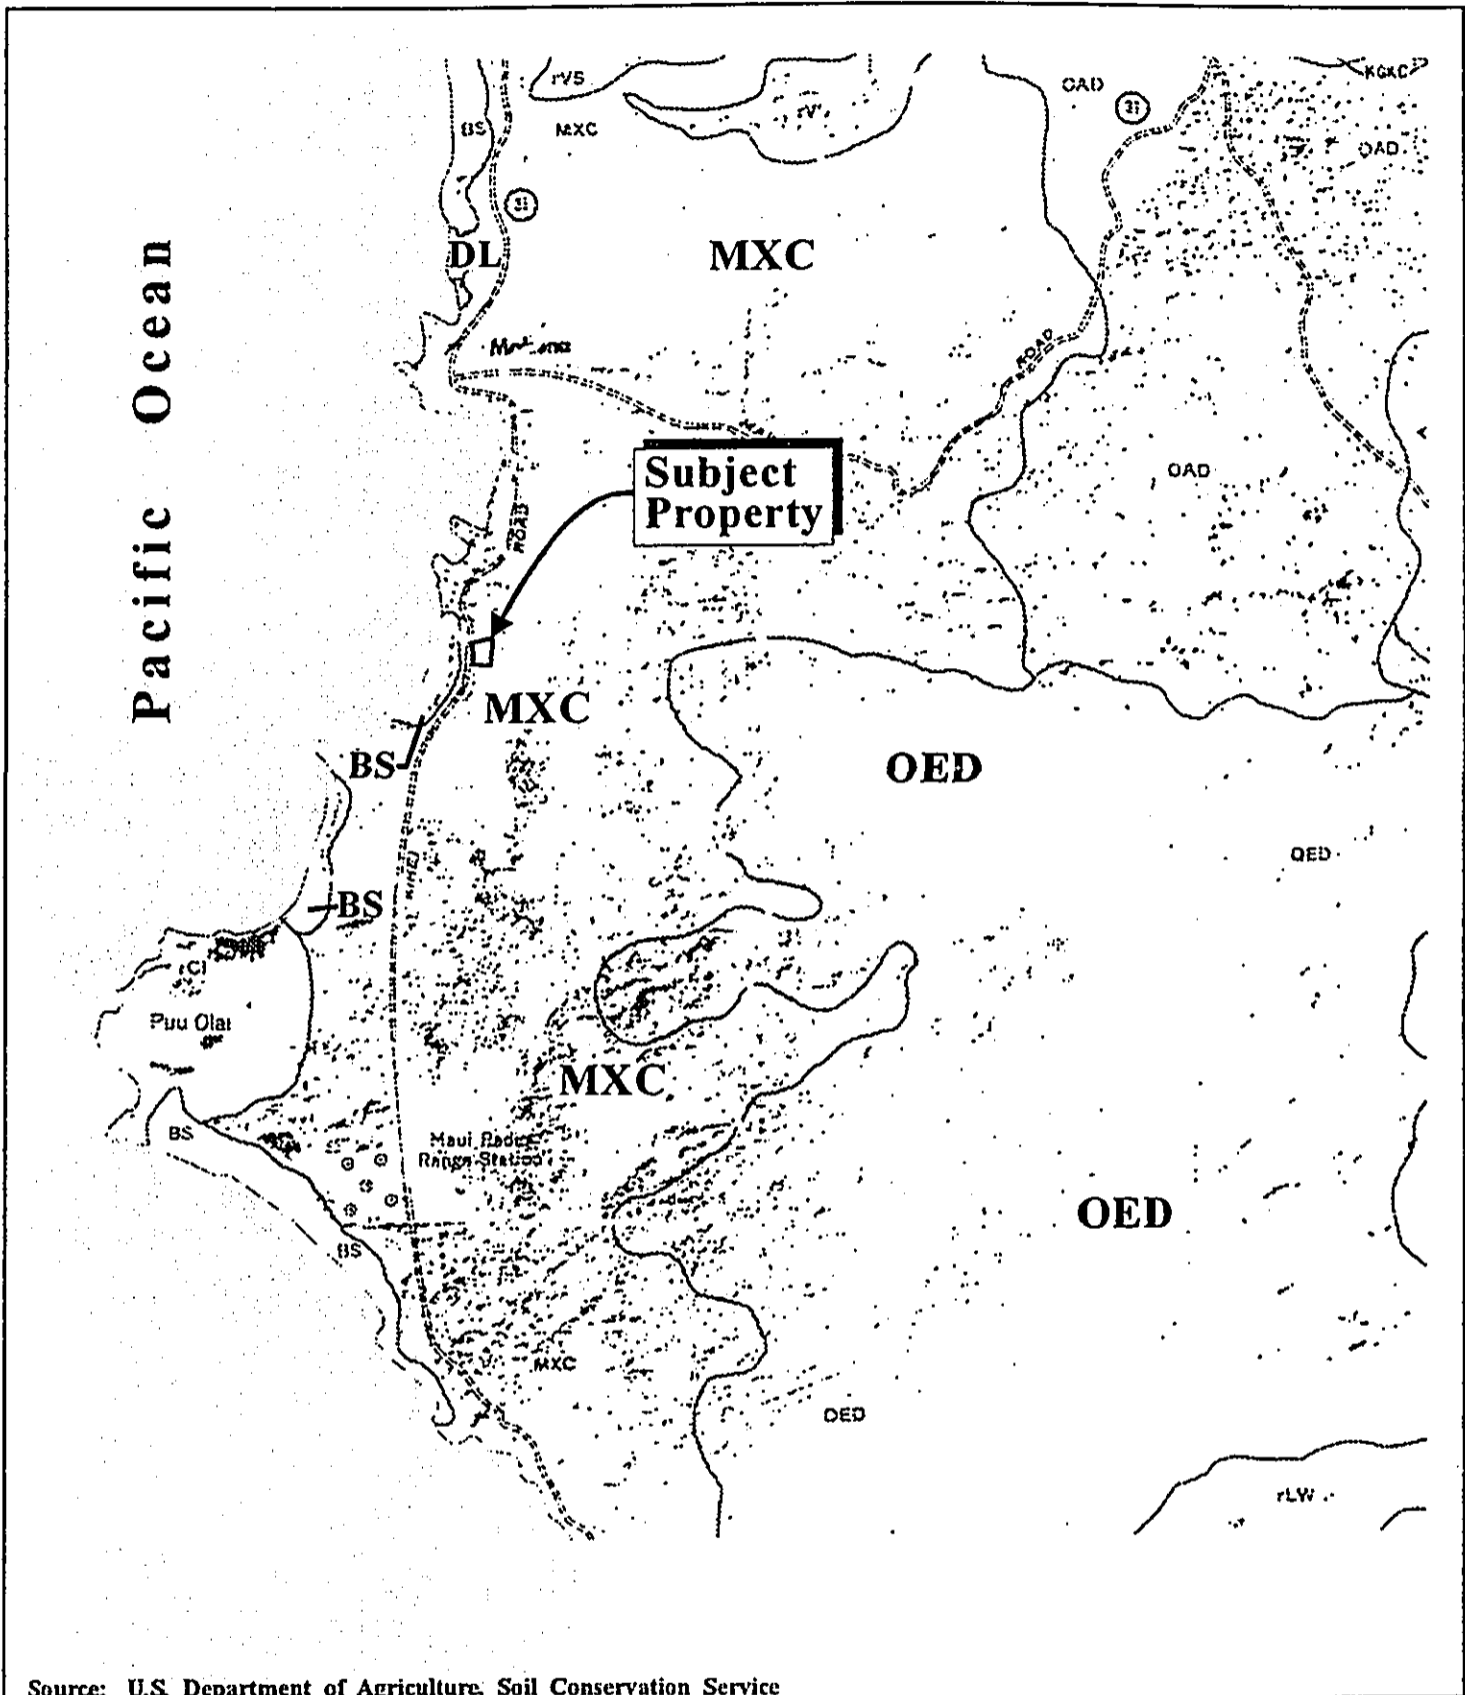 rVS
KGKC
OAD
31
BS
MXC
rV
OAD
31
DL
MXC
Pacific Ocean
ROAD
Subject
Property
OAD
ROAD
MXC
BS
OED
OED
KIHEI
BS
CI
Puu Olai
MXC
BS
Maui Radio
Range Station
OED
BS
MXC
OED
rLW
Source: U.S. Department of Agriculture, Soil Conservation Service